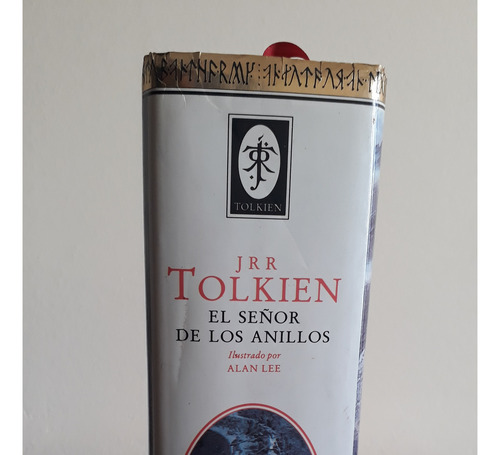 TOLKIEN
JRR
TOLKIEN
EL SEÑOR
DE LOS ANILLOS
Ilustrado por
ALAN LEE